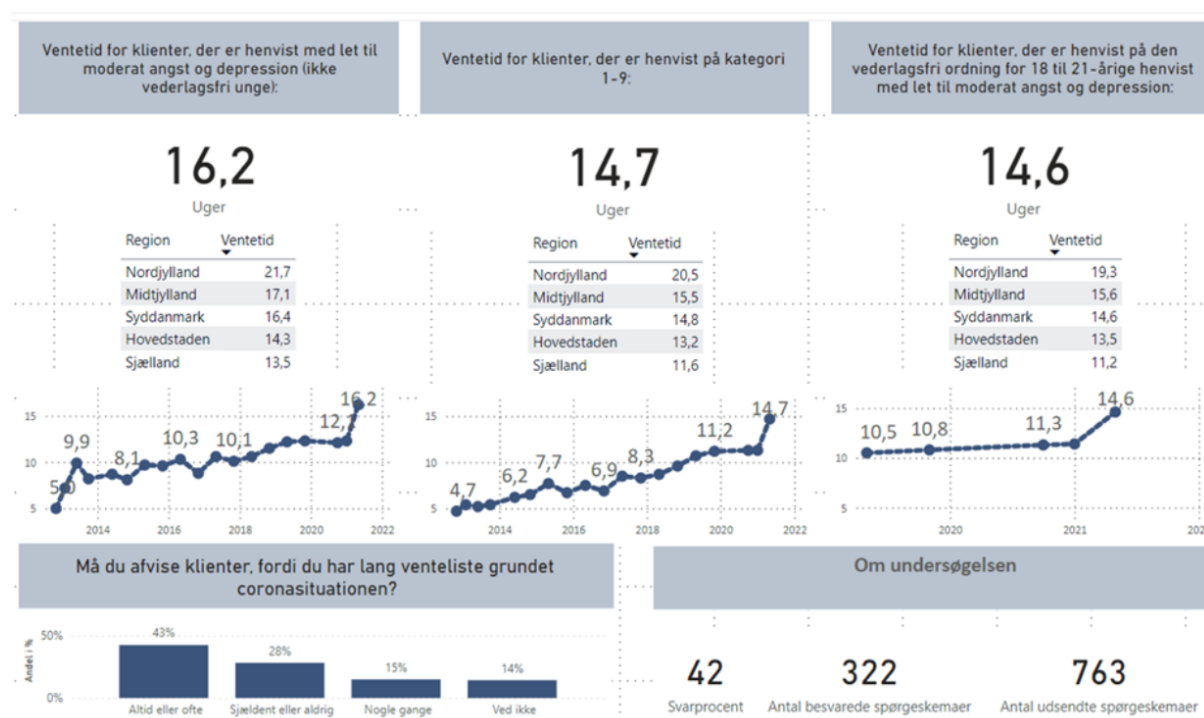 Ventetid for klienter, der er henvist med let til
moderat angst og depression (ikke
vederlagsfri unge):
16,2
Uger
Region Ventetid
Nordjylland 21,7
Midtjylland 17,1
Syddanmark 16,4
Hovedstaden 14,3
Sjælland 13,5
15
10
5
5,0
9,9
8,1
10,3
10,1
12,1
16,2
2014 2016 2018 2020 2022
Ventetid for klienter, der er henvist på kategori
1-9:
14,7
Uger
Region Ventetid
Nordjylland 20,5
Midtjylland 15,5
Syddanmark 14,8
Hovedstaden 13,2
Sjælland 11,6
15
10
5
4,7
6,2
7,7
6,9
8,3
11,2
14,7
2014 2016 2018 2020 2022
Ventetid for klienter, der er henvist på den
vederlagsfri ordning for 18 til 21-årige henvist
med let til moderat angst og depression:
14,6
Uger
Region Ventetid
Nordjylland 19,3
Midtjylland 15,6
Syddanmark 14,6
Hovedstaden 13,5
Sjælland 11,2
15
10
5
10,5
10,8
11,3
14,6
2020 2021
Må du afvise klienter, fordi du har lang venteliste grundet
coronasituationen?
Andel i %
50%
0%
43%
28%
15%
14%
Altid eller ofte Sjældent eller aldrig Nogle gange Ved ikke
Om undersøgelsen
42 322 763
Svarprocent Antal besvarede spørgeskemaer Antal udsendte spørgeskemaer